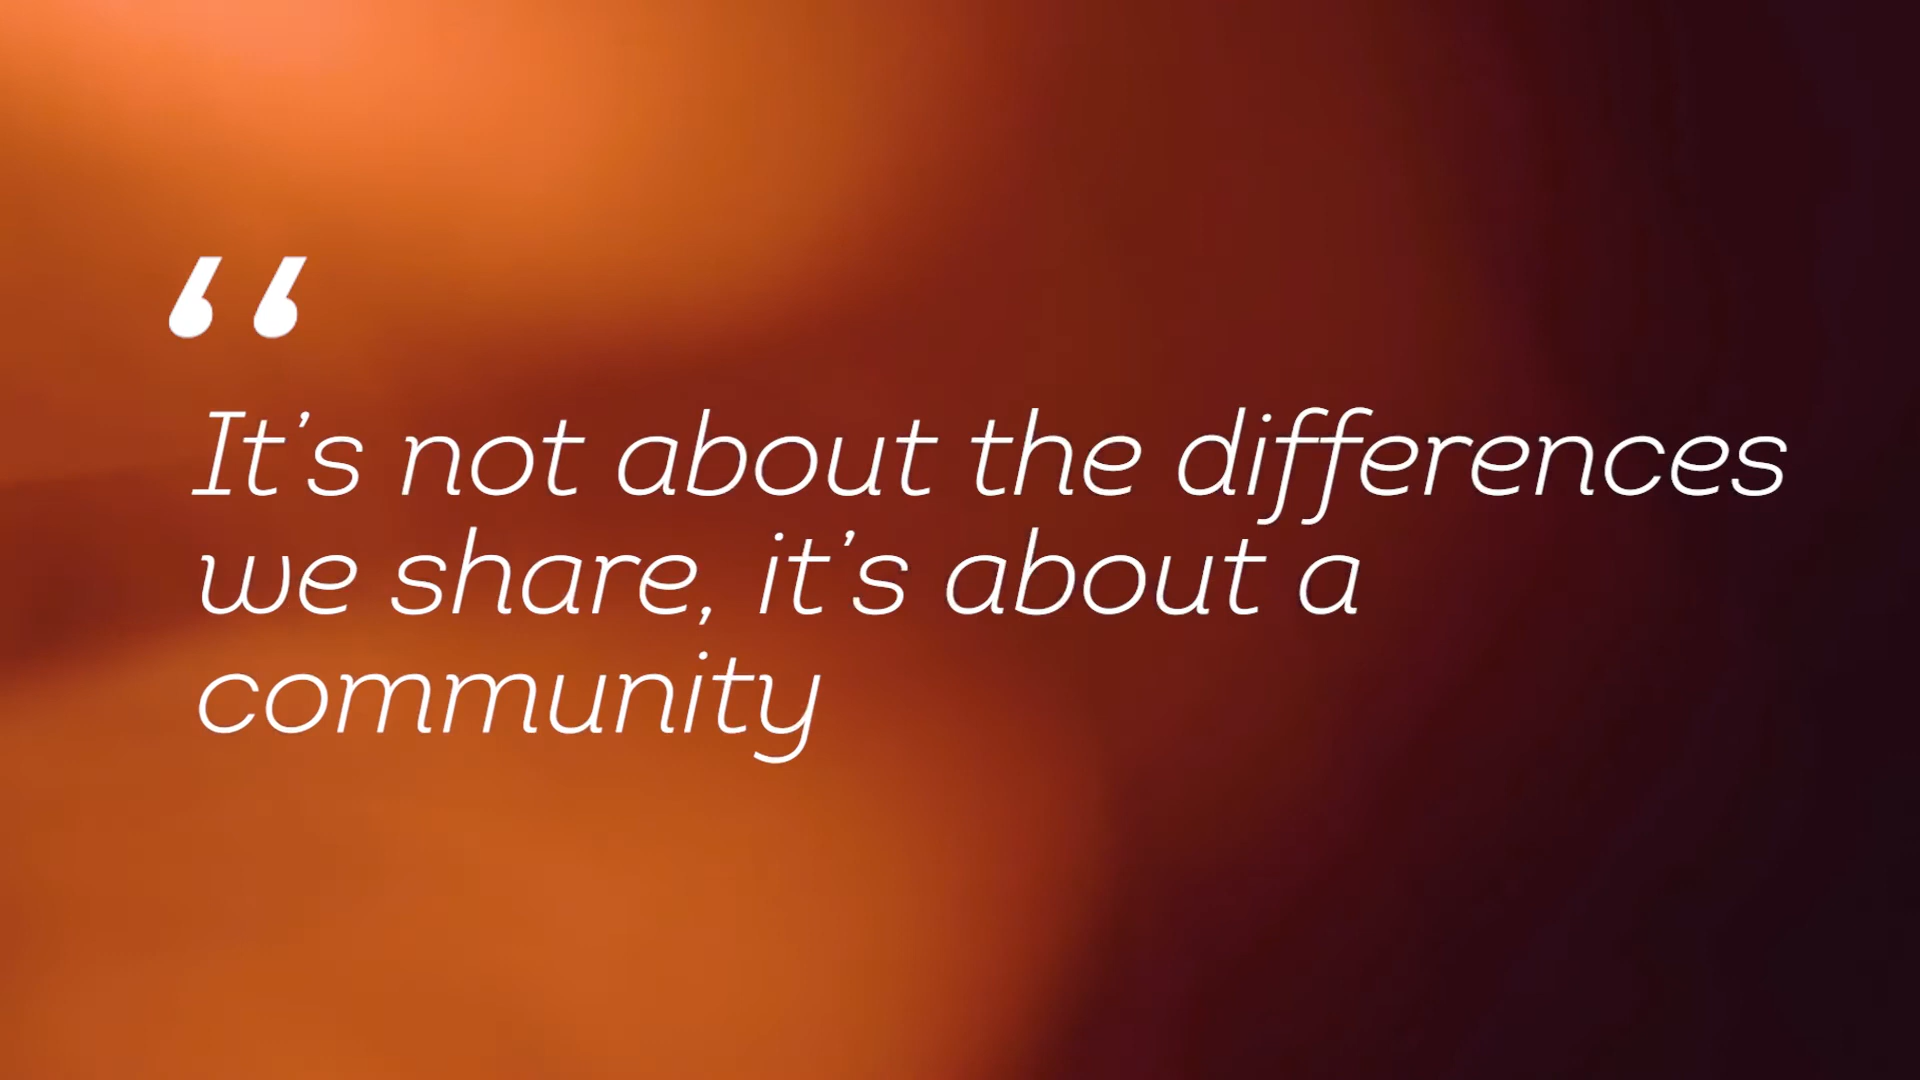 “
It’s not about the differences
we share, it’s about a
community